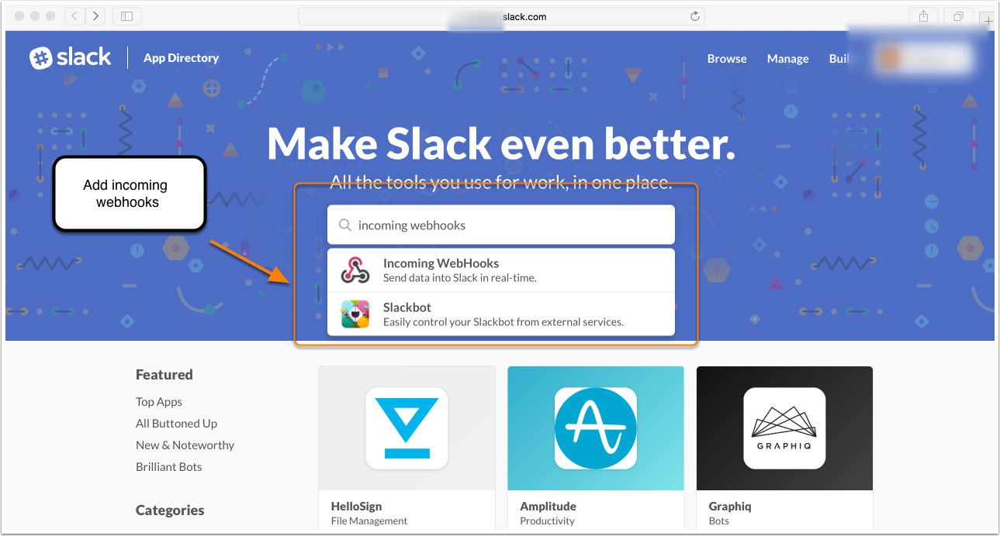 slack.com
slack
App Directory
Browse
Manage
Make Slack even better.
All the tools you use for work, in one place.
Add incoming
webhooks
incoming webhooks
Incoming WebHooks
Send data into Slack in real-time.
Slackbot
Easily control your Slackbot from external services.
Featured
Top Apps
All Buttoned Up
New & Noteworthy
Brilliant Bots
Categories
GRAPHIQ
HelloSign
File Management
Amplitude
Productivity
Graphiq
Bots